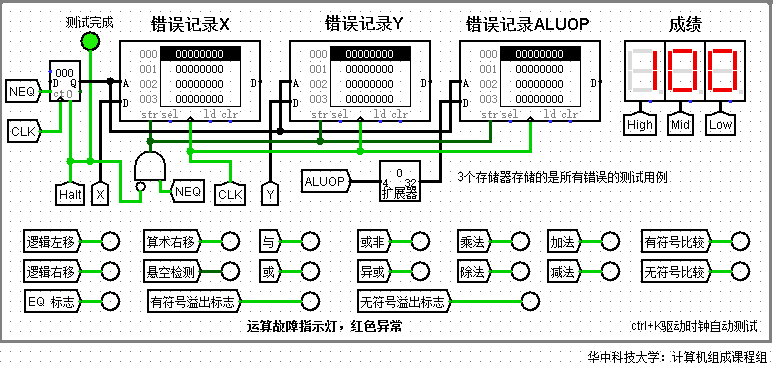 测试完成
错误记录X
错误记录Y
错误记录ALUOP
成绩
000 00000000
001 00000000
002 00000000
003 00000000
A D
D
str sel ld clr
000 00000000
001 00000000
002 00000000
003 00000000
A D
D
str sel ld clr
000 00000000
001 00000000
002 00000000
003 00000000
A D
D
str sel ld clr
000
D Q
ct0
NEQ
CLK
100
High Mid Low
Halt X NEQ CLK Y
ALUOP
0
4 32
扩展器
3个存储器存储的是所有错误的测试用例
逻辑左移 算术右移 与 或非 乘法 加法 有符号比较
逻辑右移 悬空检测 或 异或 除法 减法 无符号比较
EQ 标志 有符号溢出标志 无符号溢出标志
运算故障指示灯，红色异常
ctrl+K驱动时钟自动测试
华中科技大学：计算机组成课程组